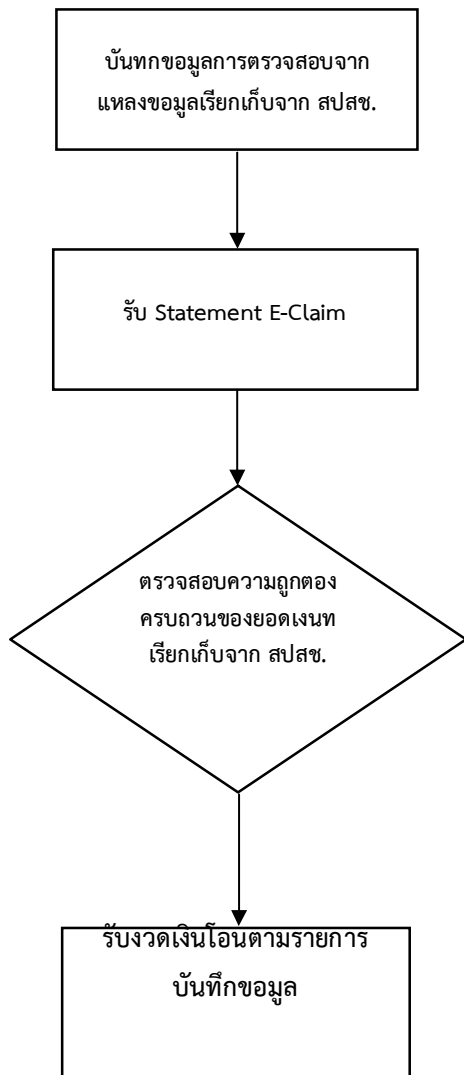 บันทกขอมูลการตรวจสอบจาก
แหลงขอมูลเรียกเก็บจาก สปสช.
รับ Statement E-Claim
ตรวจสอบความถูกตอง
ครบถวนของยอดเงนท
เรียกเก็บจาก สปสช.
รับงวดเงินโอนตามรายการ
บันทึกขอมูล